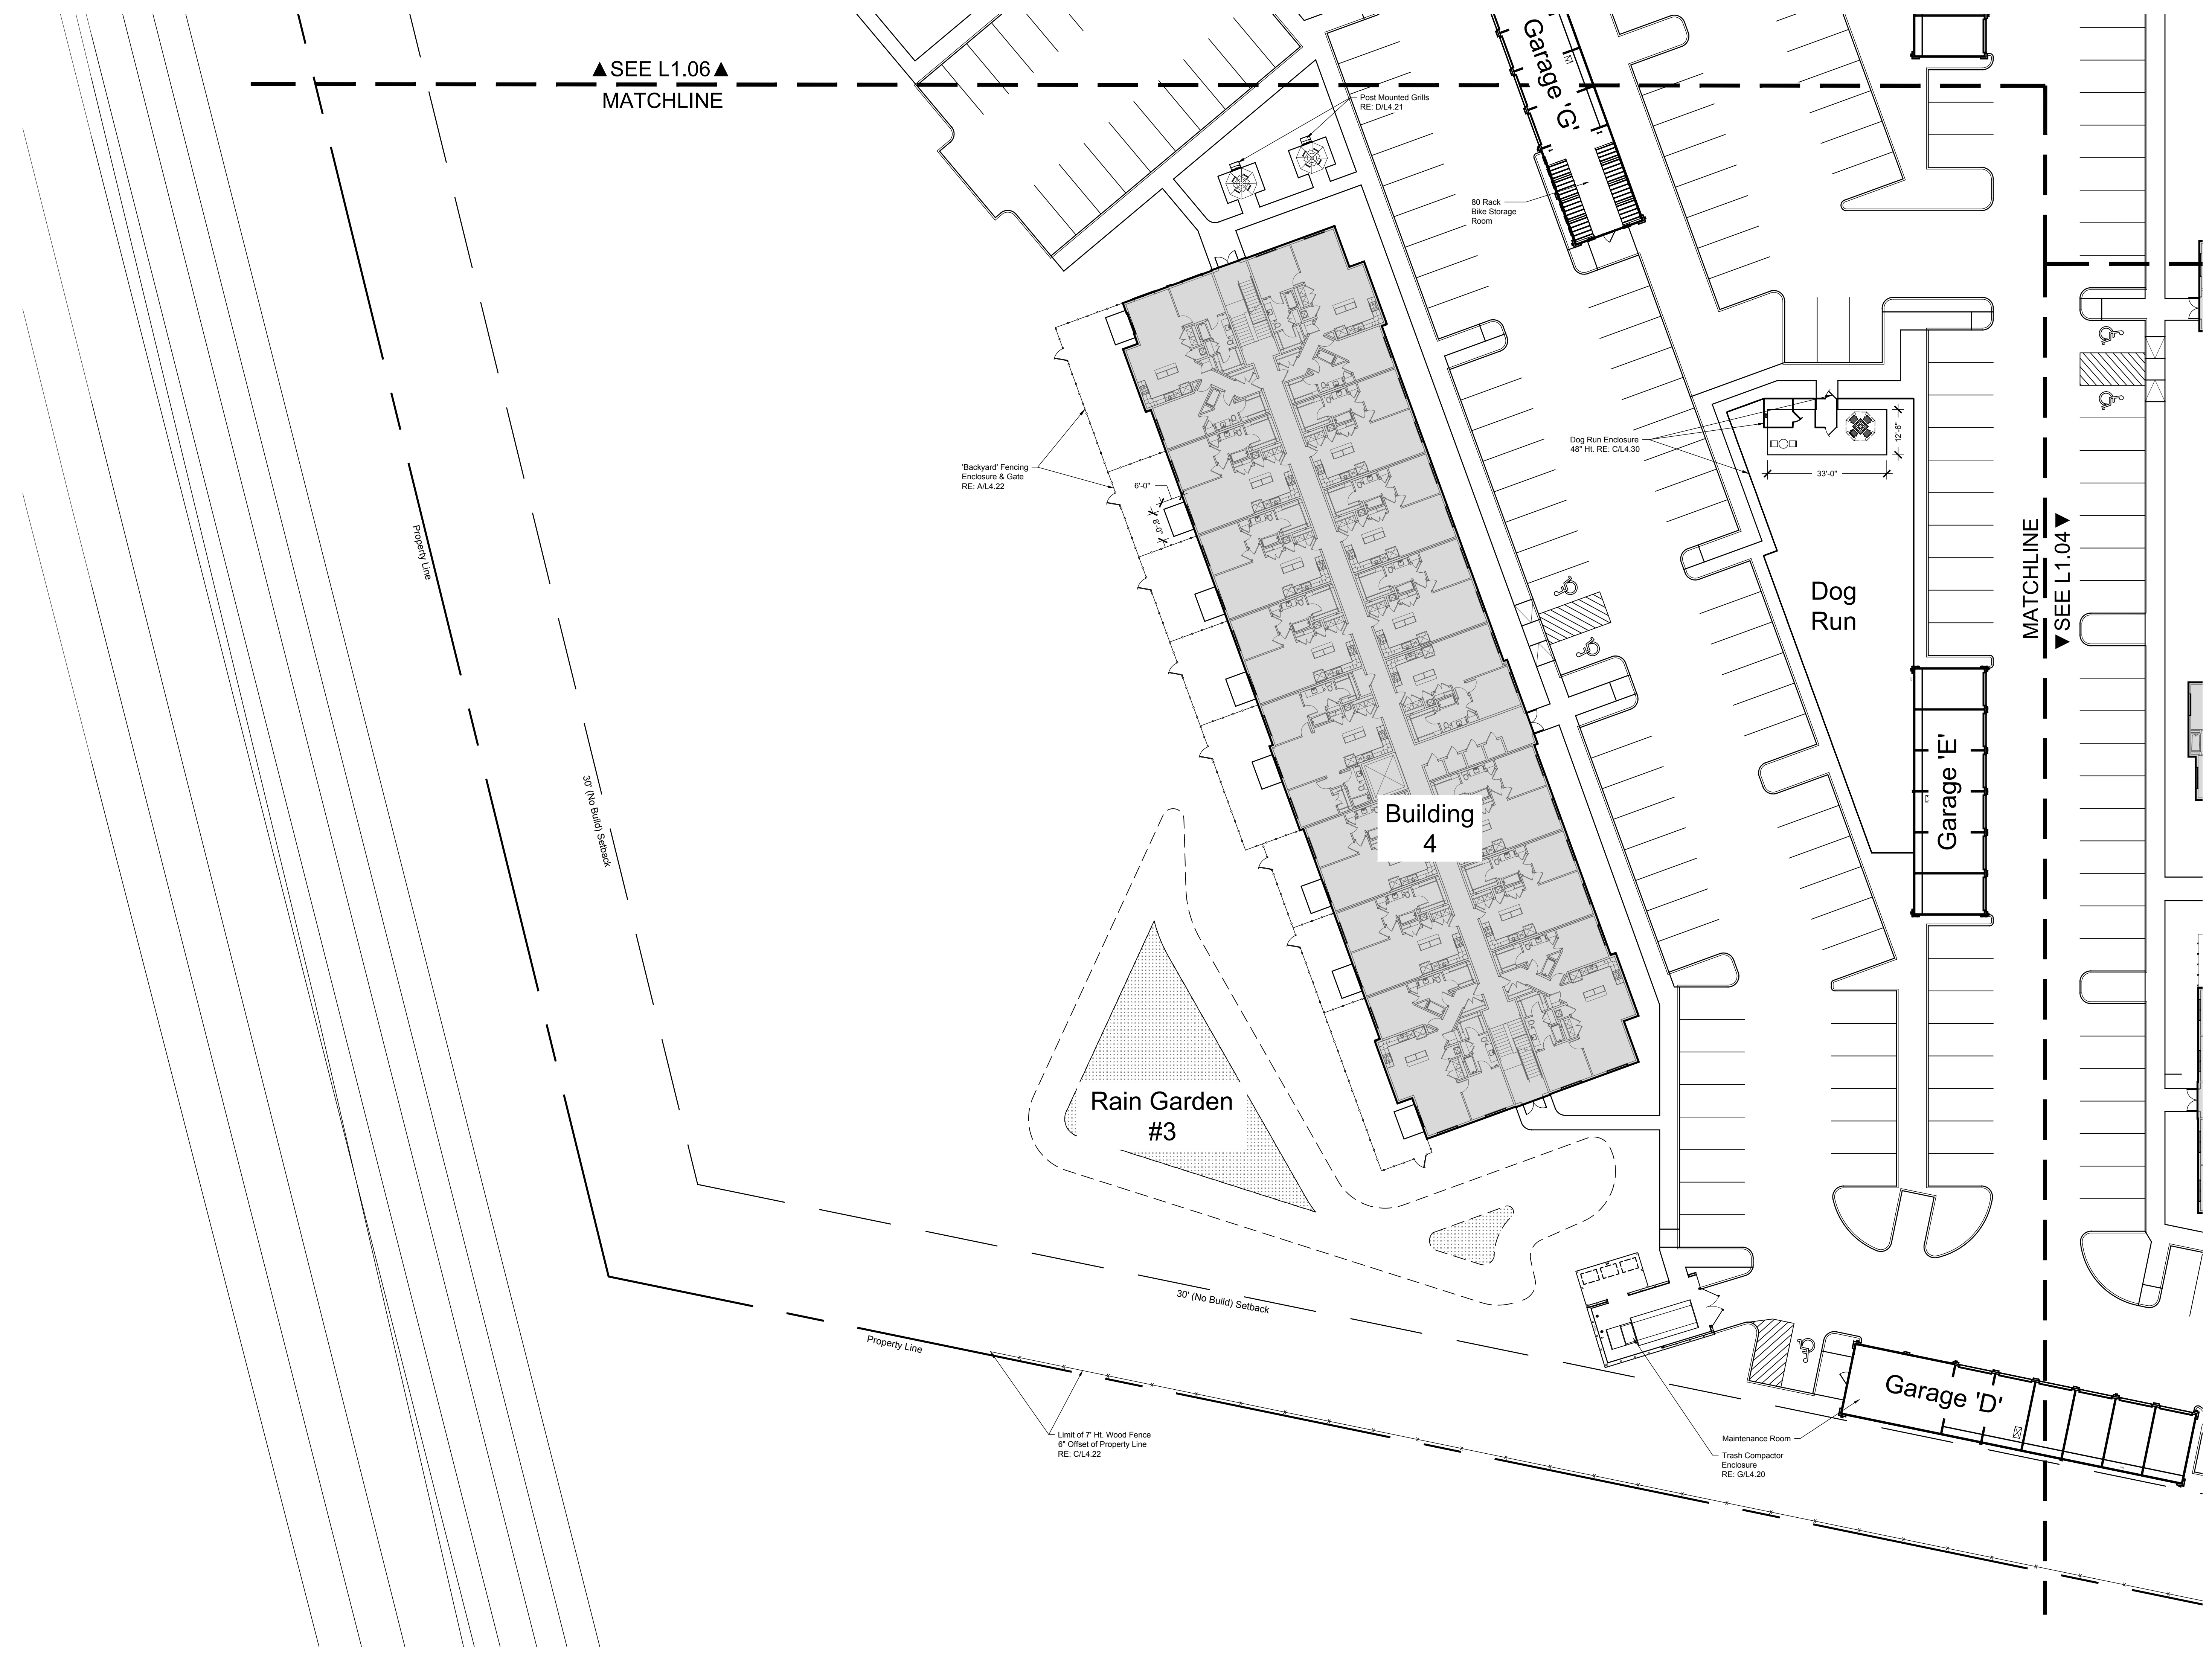 ▲SEE L1.06▲
MATCHLINE
Garage 'G'
Post Mounted Grills
RE: D/L4.21
80 Rack
Bike Storage
Room
Dog Run Enclosure
48" Ht. RE: C/L4.30
12'-6"
33'-0"
'Backyard' Fencing
Enclosure & Gate
RE: A/L4.22
6'-0"
8'-0"
Property Line
MATCHLINE
▼SEE L1.04▼
Dog
Run
Garage 'E'
30' (No Build) Setback
Building
4
Rain Garden
#3
30' (No Build) Setback
Property Line
Garage 'D'
Limit of 7' Ht. Wood Fence
6" Offset of Property Line
RE: C/L4.22
Maintenance Room
Trash Compactor
Enclosure
RE: G/L4.20